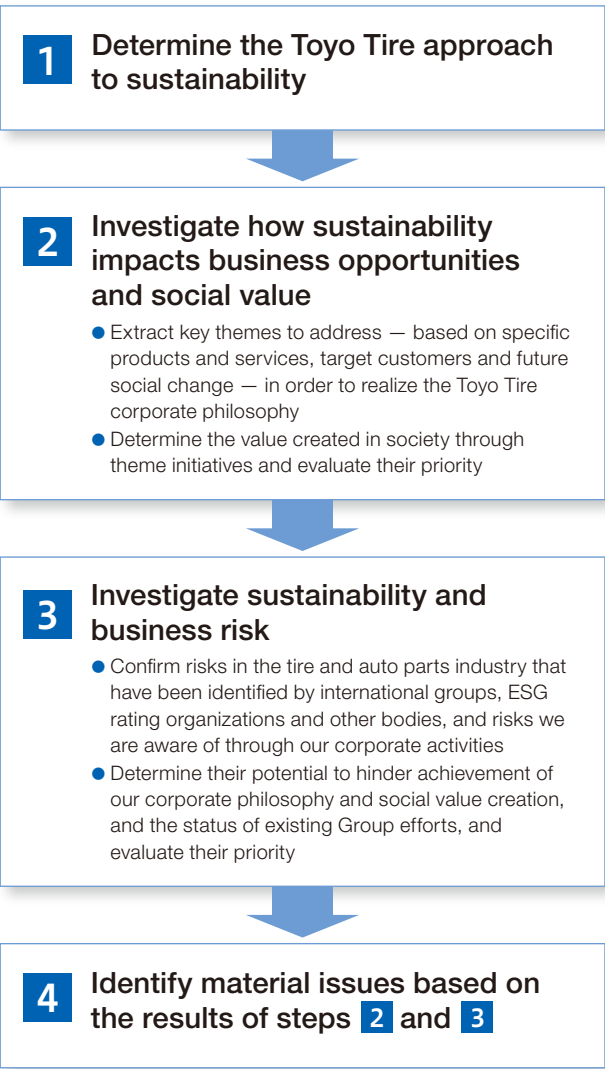 1 Determine the Toyo Tire approach
to sustainability
2 Investigate how sustainability
impacts business opportunities
and social value
● Extract key themes to address — based on specific
products and services, target customers and future
social change — in order to realize the Toyo Tire
corporate philosophy
● Determine the value created in society through
theme initiatives and evaluate their priority
3 Investigate sustainability and
business risk
● Confirm risks in the tire and auto parts industry that
have been identified by international groups, ESG
rating organizations and other bodies, and risks we
are aware of through our corporate activities
● Determine their potential to hinder achievement of
our corporate philosophy and social value creation,
and the status of existing Group efforts, and
evaluate their priority
4 Identify material issues based on
the results of steps 2 and 3